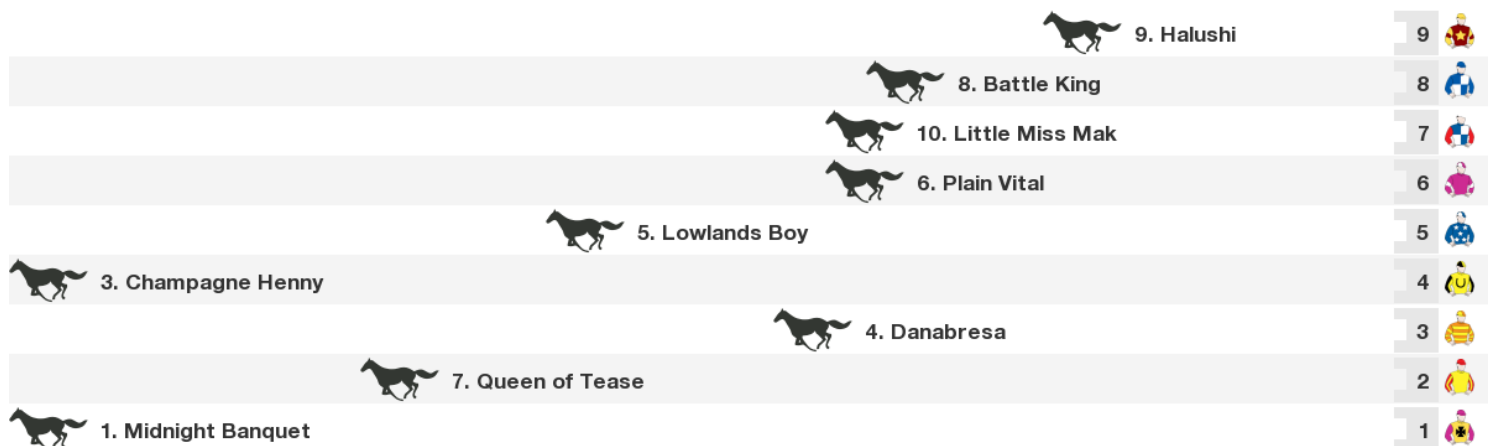 9. Halushi 9
8. Battle King 8
10. Little Miss Mak 7
6. Plain Vital 6
5. Lowlands Boy 5
3. Champagne Henny 4
4. Danabresa 3
7. Queen of Tease 2
1. Midnight Banquet 1